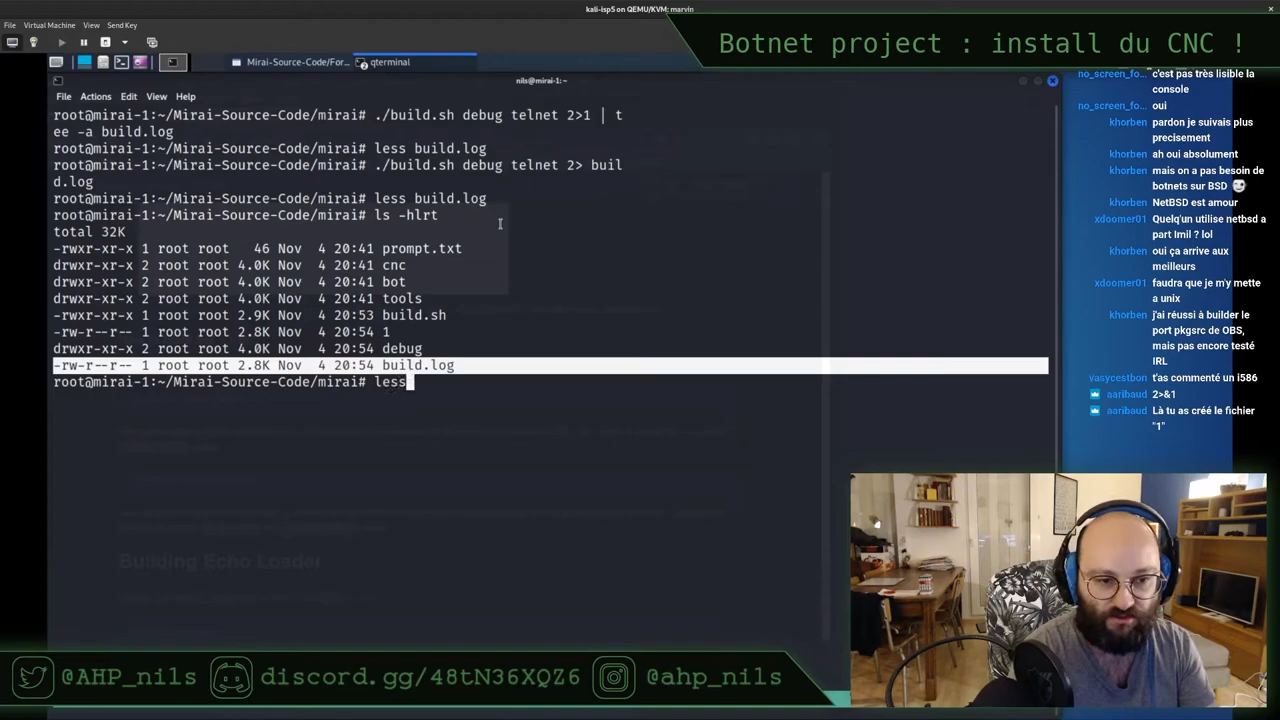 kali-isp5 on QEMU/KVM: marvin
File Virtual Machine View Send Key
Botnet project : install du CNC !
Mirai-Source-Code/For...
qterminal
nils@mirai-1: ~
File Actions Edit View Help
root@mirai-1:~/Mirai-Source-Code/mirai# ./build.sh debug telnet 2>1 | t
ee -a build.log
root@mirai-1:~/Mirai-Source-Code/mirai# less build.log
root@mirai-1:~/Mirai-Source-Code/mirai# ./build.sh debug telnet 2> buil
d.log
root@mirai-1:~/Mirai-Source-Code/mirai# less build.log
root@mirai-1:~/Mirai-Source-Code/mirai# ls -hlrt
total 32K
-rwxr-xr-x 1 root root   46 Nov  4 20:41 prompt.txt
drwxr-xr-x 2 root root 4.0K Nov  4 20:41 cnc
drwxr-xr-x 2 root root 4.0K Nov  4 20:41 bot
drwxr-xr-x 2 root root 4.0K Nov  4 20:41 tools
-rwxr-xr-x 1 root root 2.9K Nov  4 20:53 build.sh
-rw-r--r-- 1 root root 2.8K Nov  4 20:54 1
drwxr-xr-x 2 root root 4.0K Nov  4 20:54 debug
-rw-r--r-- 1 root root 2.8K Nov  4 20:54 build.log
root@mirai-1:~/Mirai-Source-Code/mirai# less
Building Echo Loader
no_screen_fo... c'est pas très lisible la
console
no_screen_fo... oui
khorben pardon je suivais plus
precisement
khorben ah oui absolument
khorben mais on a pas besoin de
botnets sur BSD
khorben NetBSD est amour
xdoomer01 Quelq'un utilise netbsd a
part Imil ? lol
khorben oui ça arrive aux
meilleurs
xdoomer01 faudra que je m'y mette
a unix
khorben j'ai réussi à builder le
port pkgsrc de OBS,
mais pas encore testé
IRL
vasycestbon t'as commenté un i586
aaribaud 2>&1
aaribaud Là tu as créé le fichier
"1"
@AHP_nils
discord.gg/48tN36XQZ6
@ahp_nils